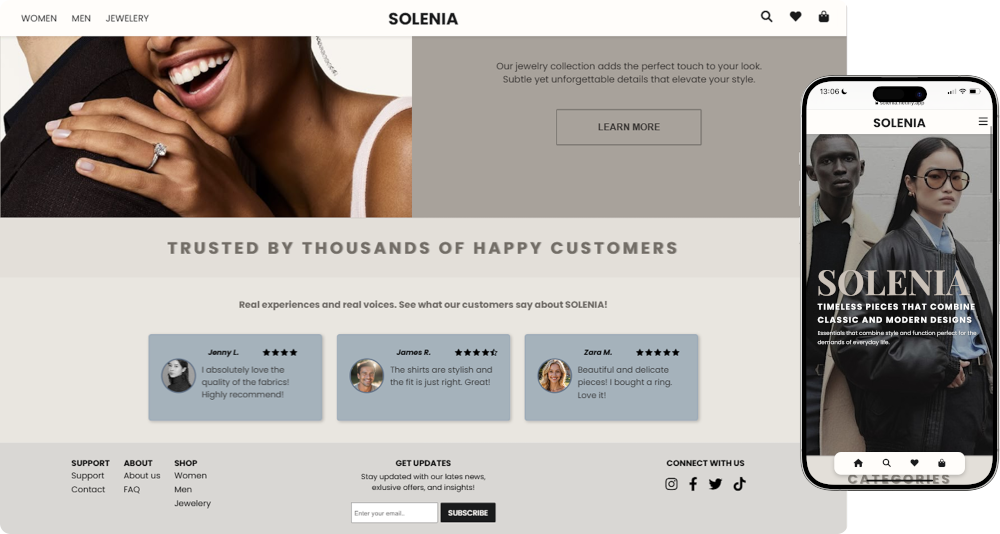 WOMEN MEN JEWELERY
SOLENIA
Our jewelry collection adds the perfect touch to your look.
Subtle yet unforgettable details that elevate your style.
LEARN MORE
TRUSTED BY THOUSANDS OF HAPPY CUSTOMERS
Real experiences and real voices. See what our customers say about SOLENIA!
Jenny L.
I absolutely love the
quality of the fabrics!
Highly recommend!
James R.
The shirts are stylish and
the fit is just right. Great!
Zara M.
Beautiful and delicate
pieces! I bought a ring.
Love it!
SUPPORT
Support
Contact
ABOUT
About us
FAQ
SHOP
Women
Men
Jewelery
GET UPDATES
Stay updated with our lates news,
exlusive offers, and insights!
Enter your email..
SUBSCRIBE
CONNECT WITH US
13:06
SOLENIA
SOLENIA
TIMELESS PIECES THAT COMBINE
CLASSIC AND MODERN DESIGNS
Essentials that combine style and function perfect for the
demands of everyday life.
CATEGORIES